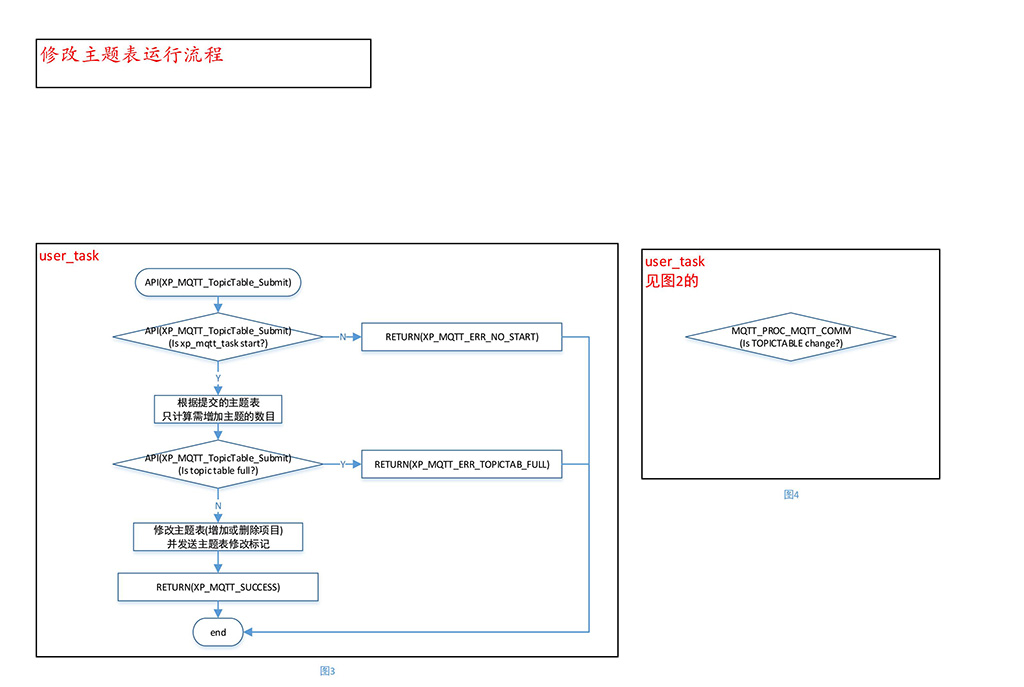 修改主题表运行流程
user_task
API(XP_MQTT_TopicTable_Submit)
API(XP_MQTT_TopicTable_Submit)
(Is xp_mqtt_task start?)
N
RETURN(XP_MQTT_ERR_NO_START)
Y
根据提交的主题表
只计算需增加主题的数目
API(XP_MQTT_TopicTable_Submit)
(Is topic table full?)
Y
RETURN(XP_MQTT_ERR_TOPICTAB_FULL)
N
修改主题表(增加或删除项目)
并发送主题表修改标记
RETURN(XP_MQTT_SUCCESS)
end
图3
user_task
见图2的
MQTT_PROC_MQTT_COMM
(Is TOPICTABLE change?)
图4